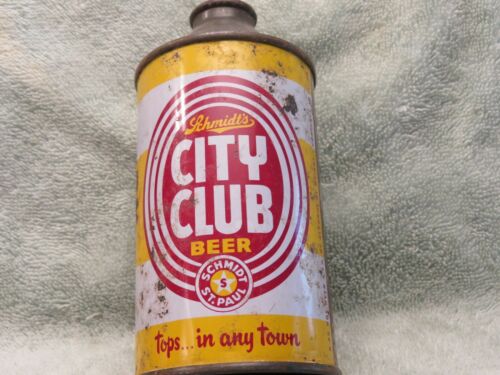 Schmidt's
CITY
CLUB
BEER
SCHMIDT
S
ST. PAUL
tops... in any town